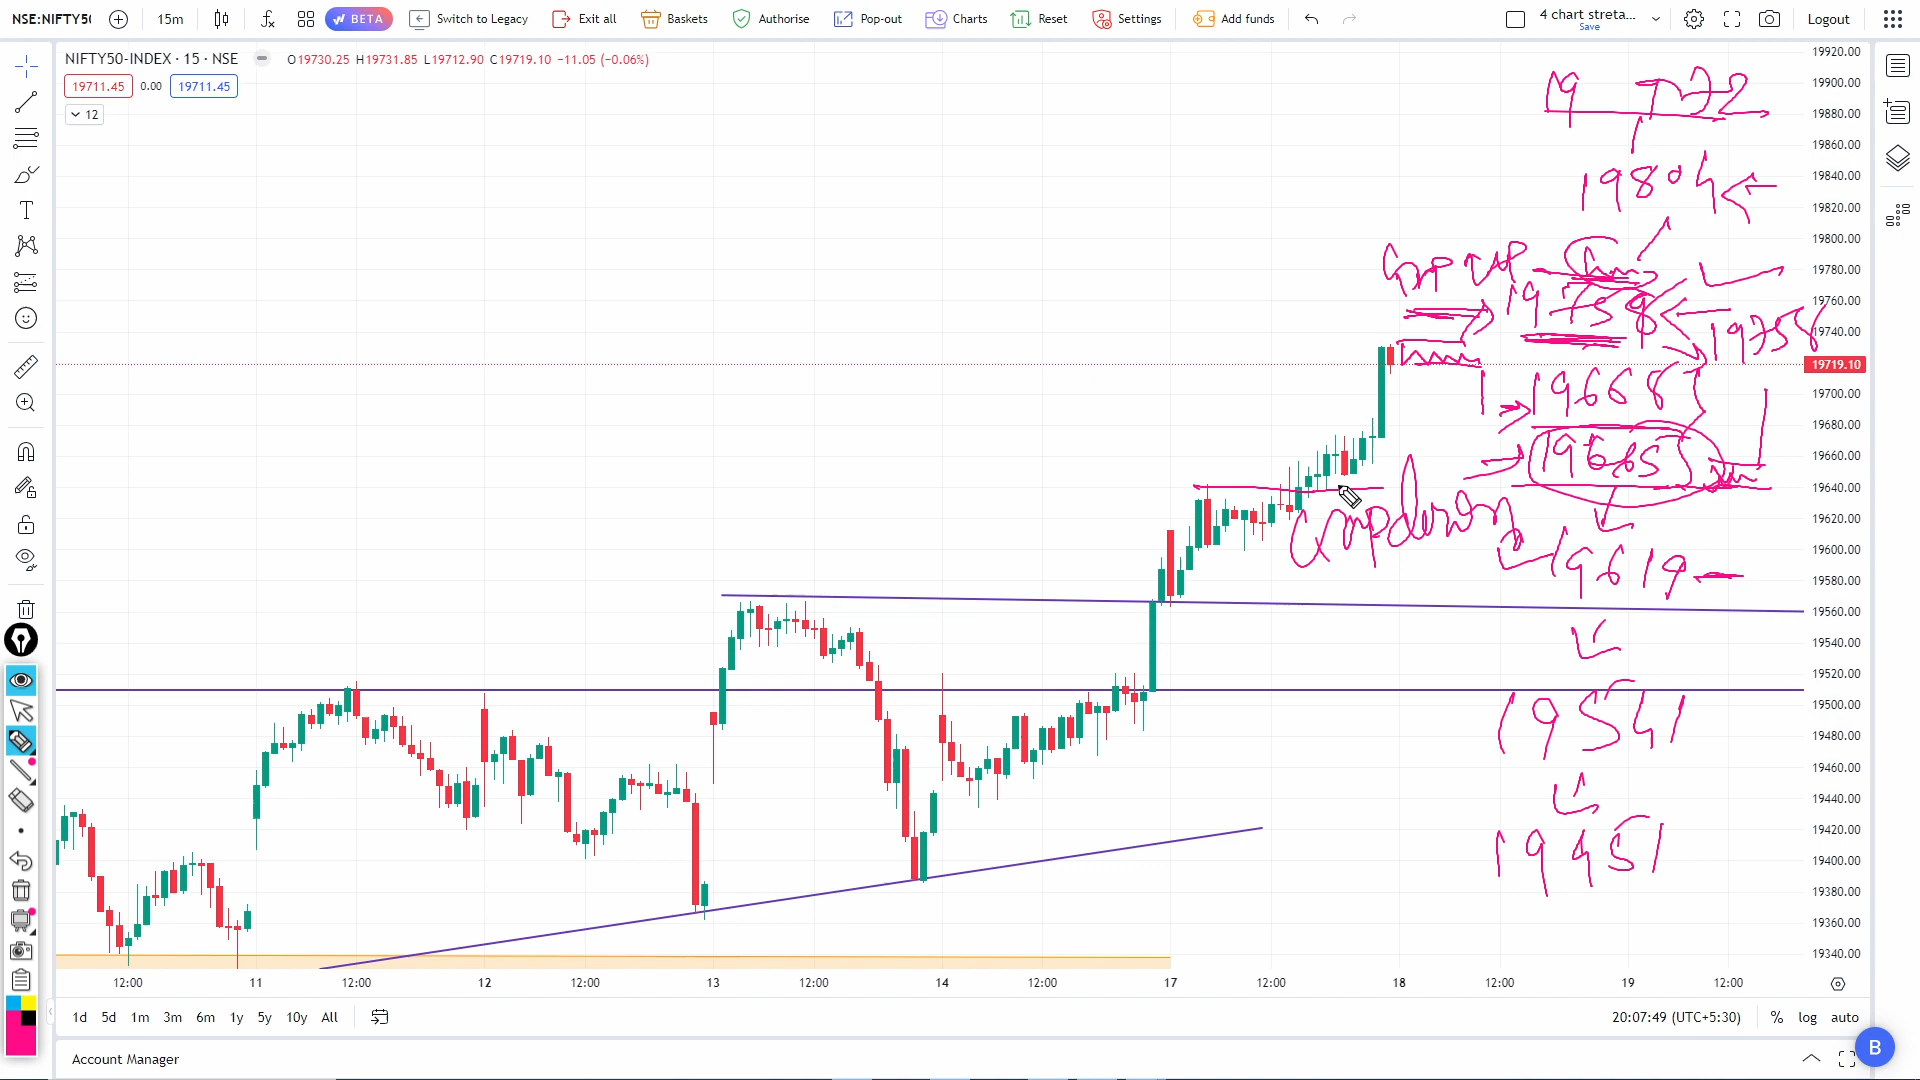 NSE:NIFTY5
15m
BETA
Switch to Legacy
Exit all
Baskets
Authorise
Pop-out
Charts
Reset
Settings
Add funds
4 chart streta...
Save
Logout
NIFTY50-INDEX · 15 · NSE
O19730.25 H19731.85 L19712.90 C19719.10 −11.05 (−0.06%)
19711.45
0.00
19711.45
12
19804
19758
19758
19668
19619
19541
19451
19920.00
19900.00
19880.00
19860.00
19840.00
19820.00
19800.00
19780.00
19760.00
19740.00
19719.10
19700.00
19680.00
19660.00
19640.00
19620.00
19600.00
19580.00
19560.00
19540.00
19520.00
19500.00
19480.00
19460.00
19440.00
19420.00
19400.00
19380.00
19360.00
19340.00
12:00
11
12:00
12
12:00
13
12:00
14
12:00
17
12:00
18
12:00
19
12:00
1d
5d
1m
3m
6m
1y
5y
10y
All
20:07:49 (UTC+5:30)
%
log
auto
Account Manager
B